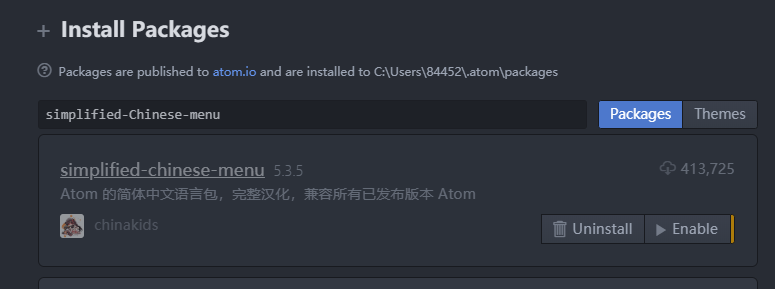 Install Packages
Packages are published to atom.io and are installed to C:\Users\84452\.atom\packages
simplified-Chinese-menu
Packages Themes
simplified-chinese-menu 5.3.5 413,725
Atom 的简体中文语言包，完整汉化，兼容所有已发布版本 Atom
chinakids
Uninstall Enable